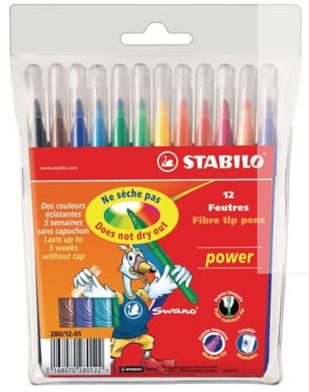 www.stabilo.com
STABILO
Ne sèche pas
Does not dry out
12
Feutres
Fibre tip pens
Des couleurs
éclatantes
5 semaines
sans capuchon
Lasts up to
5 weeks
without cap
power
Swano
280/12-01